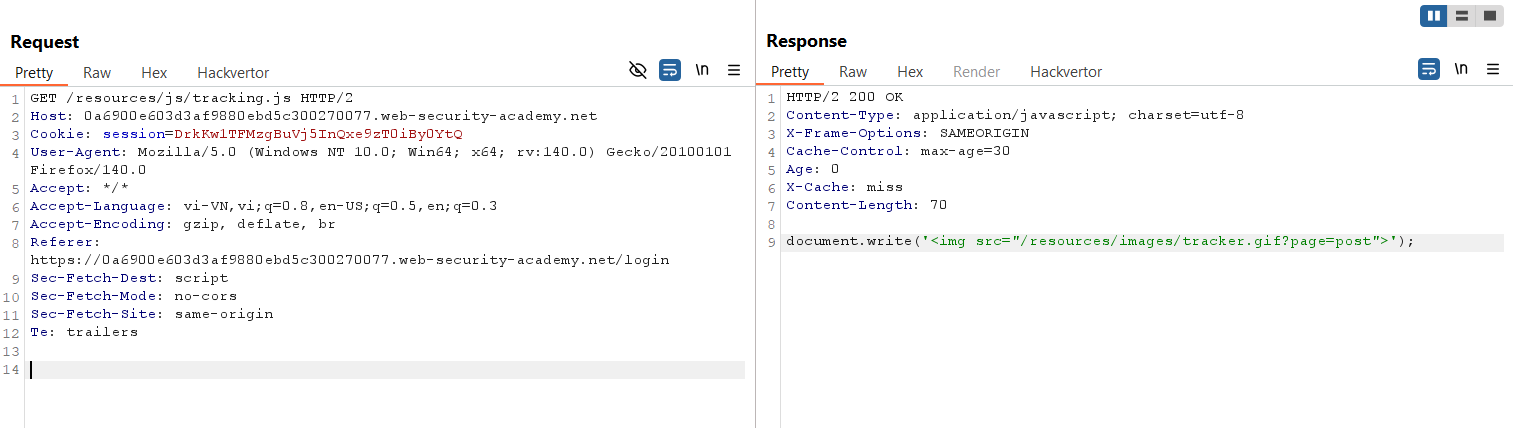 Request
Pretty Raw Hex Hackvertor
\n
1 GET /resources/js/tracking.js HTTP/2
2 Host: 0a6900e603d3af9880ebd5c300270077.web-security-academy.net
3 Cookie: session=DrkKwlTFMzgBuVj5InQxe9zT0iBy0YtQ
4 User-Agent: Mozilla/5.0 (Windows NT 10.0; Win64; x64; rv:140.0) Gecko/20100101
Firefox/140.0
5 Accept: */*
6 Accept-Language: vi-VN,vi;q=0.8,en-US;q=0.5,en;q=0.3
7 Accept-Encoding: gzip, deflate, br
8 Referer:
https://0a6900e603d3af9880ebd5c300270077.web-security-academy.net/login
9 Sec-Fetch-Dest: script
10 Sec-Fetch-Mode: no-cors
11 Sec-Fetch-Site: same-origin
12 Te: trailers
13
14
Response
Pretty Raw Hex Render Hackvertor
\n
1 HTTP/2 200 OK
2 Content-Type: application/javascript; charset=utf-8
3 X-Frame-Options: SAMEORIGIN
4 Cache-Control: max-age=30
5 Age: 0
6 X-Cache: miss
7 Content-Length: 70
8
9 document.write('<img src="/resources/images/tracker.gif?page=post">');